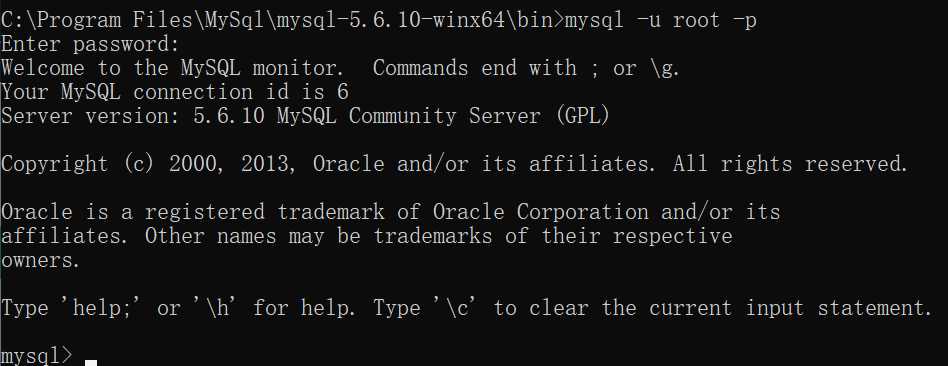 C:\Program Files\MySql\mysql-5.6.10-winx64\bin>mysql -u root -p
Enter password:
Welcome to the MySQL monitor.  Commands end with ; or \g.
Your MySQL connection id is 6
Server version: 5.6.10 MySQL Community Server (GPL)
Copyright (c) 2000, 2013, Oracle and/or its affiliates. All rights reserved.
Oracle is a registered trademark of Oracle Corporation and/or its
affiliates. Other names may be trademarks of their respective
owners.
Type 'help;' or '\h' for help. Type '\c' to clear the current input statement.
mysql>